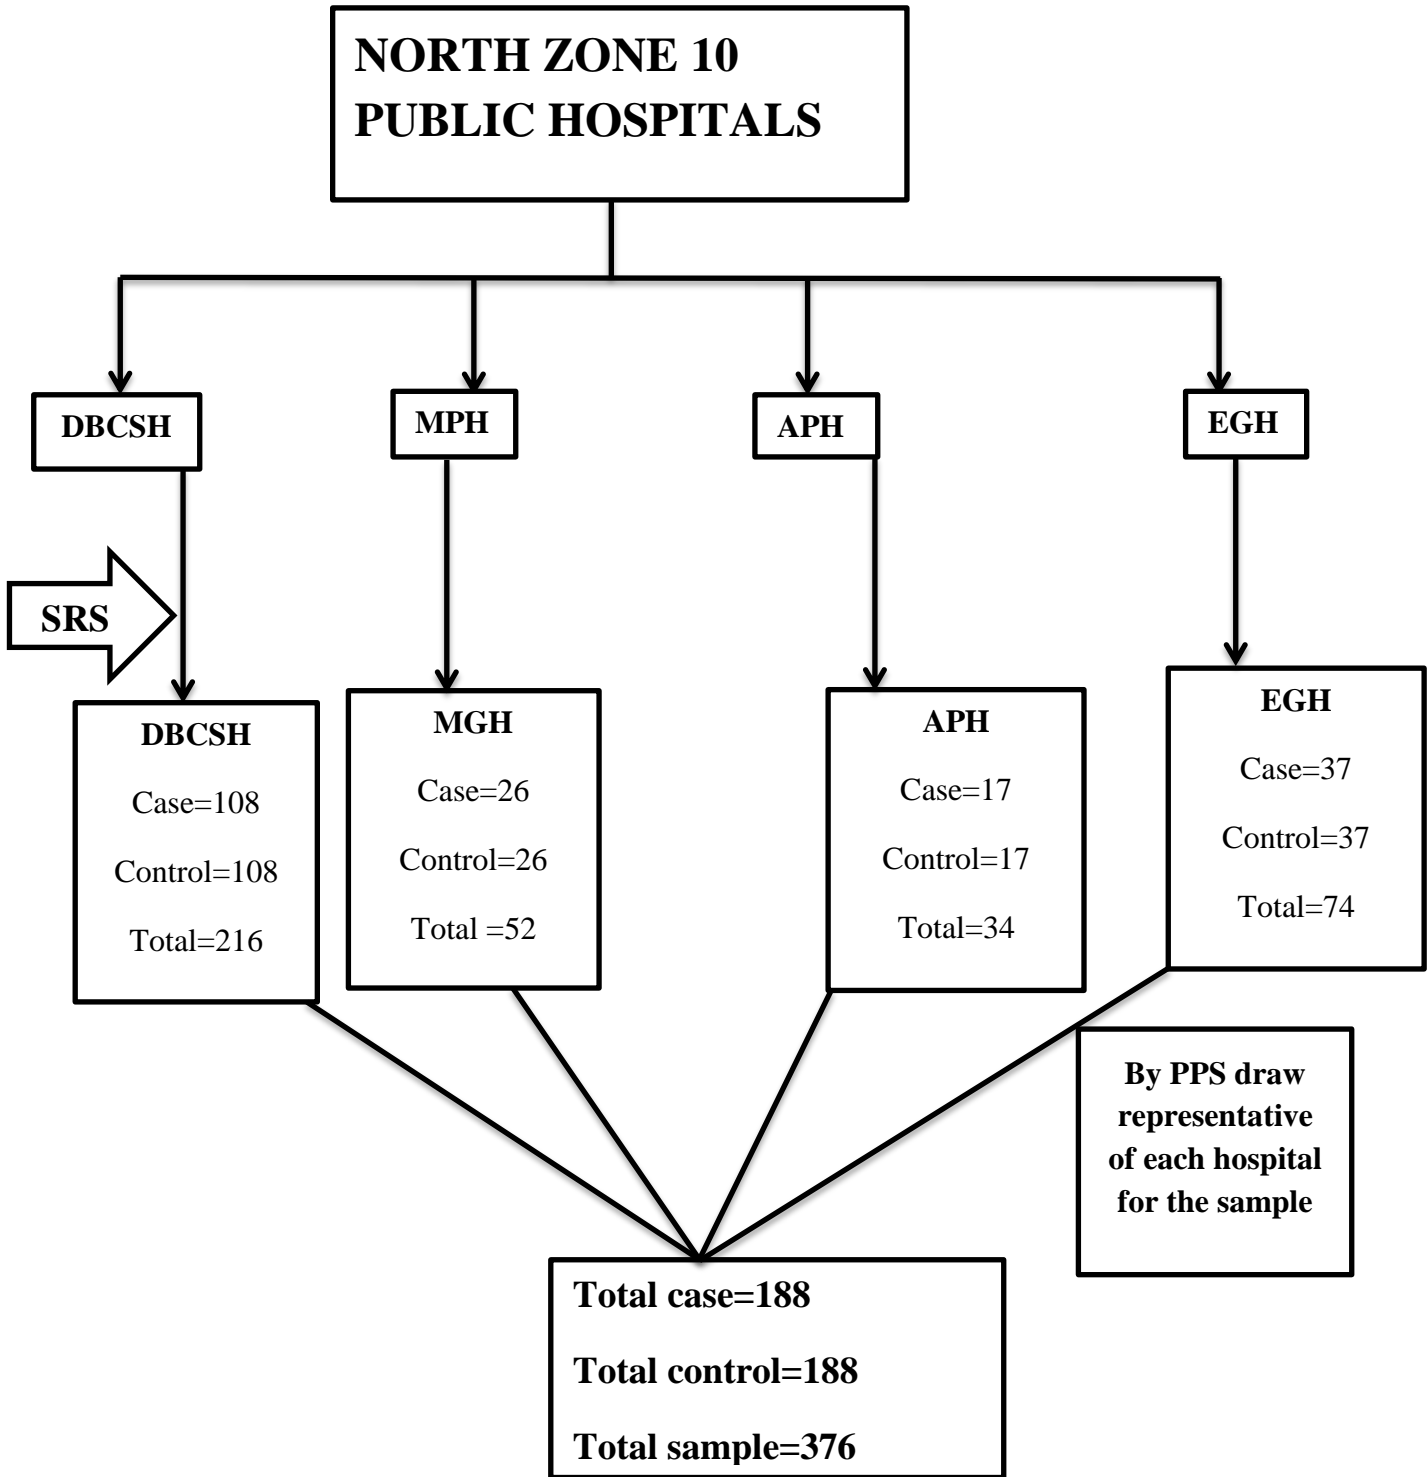 NORTH ZONE 10
PUBLIC HOSPITALS
DBCSH
MPH
APH
EGH
SRS
DBCSH
Case=108
Control=108
Total=216
MGH
Case=26
Control=26
Total =52
APH
Case=17
Control=17
Total=34
EGH
Case=37
Control=37
Total=74
By PPS draw
representative
of each hospital
for the sample
Total case=188
Total control=188
Total sample=376